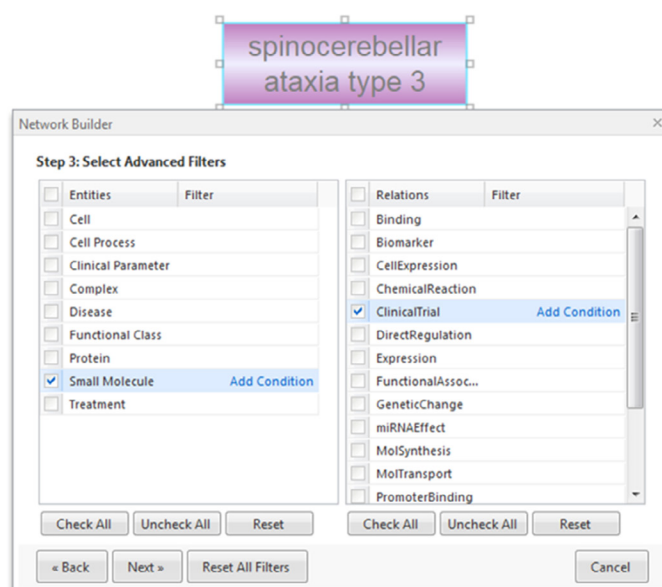 spinocerebellar
ataxia type 3
Network Builder
Step 3: Select Advanced Filters
Entities Filter
Cell
Cell Process
Clinical Parameter
Complex
Disease
Functional Class
Protein
Small Molecule Add Condition
Treatment
Check All Uncheck All Reset
Relations Filter
Binding
Biomarker
CellExpression
ChemicalReaction
ClinicalTrial Add Condition
DirectRegulation
Expression
FunctionalAssoc...
GeneticChange
miRNAEffect
MolSynthesis
MolTransport
PromoterBinding
Check All Uncheck All Reset
« Back Next » Reset All Filters Cancel